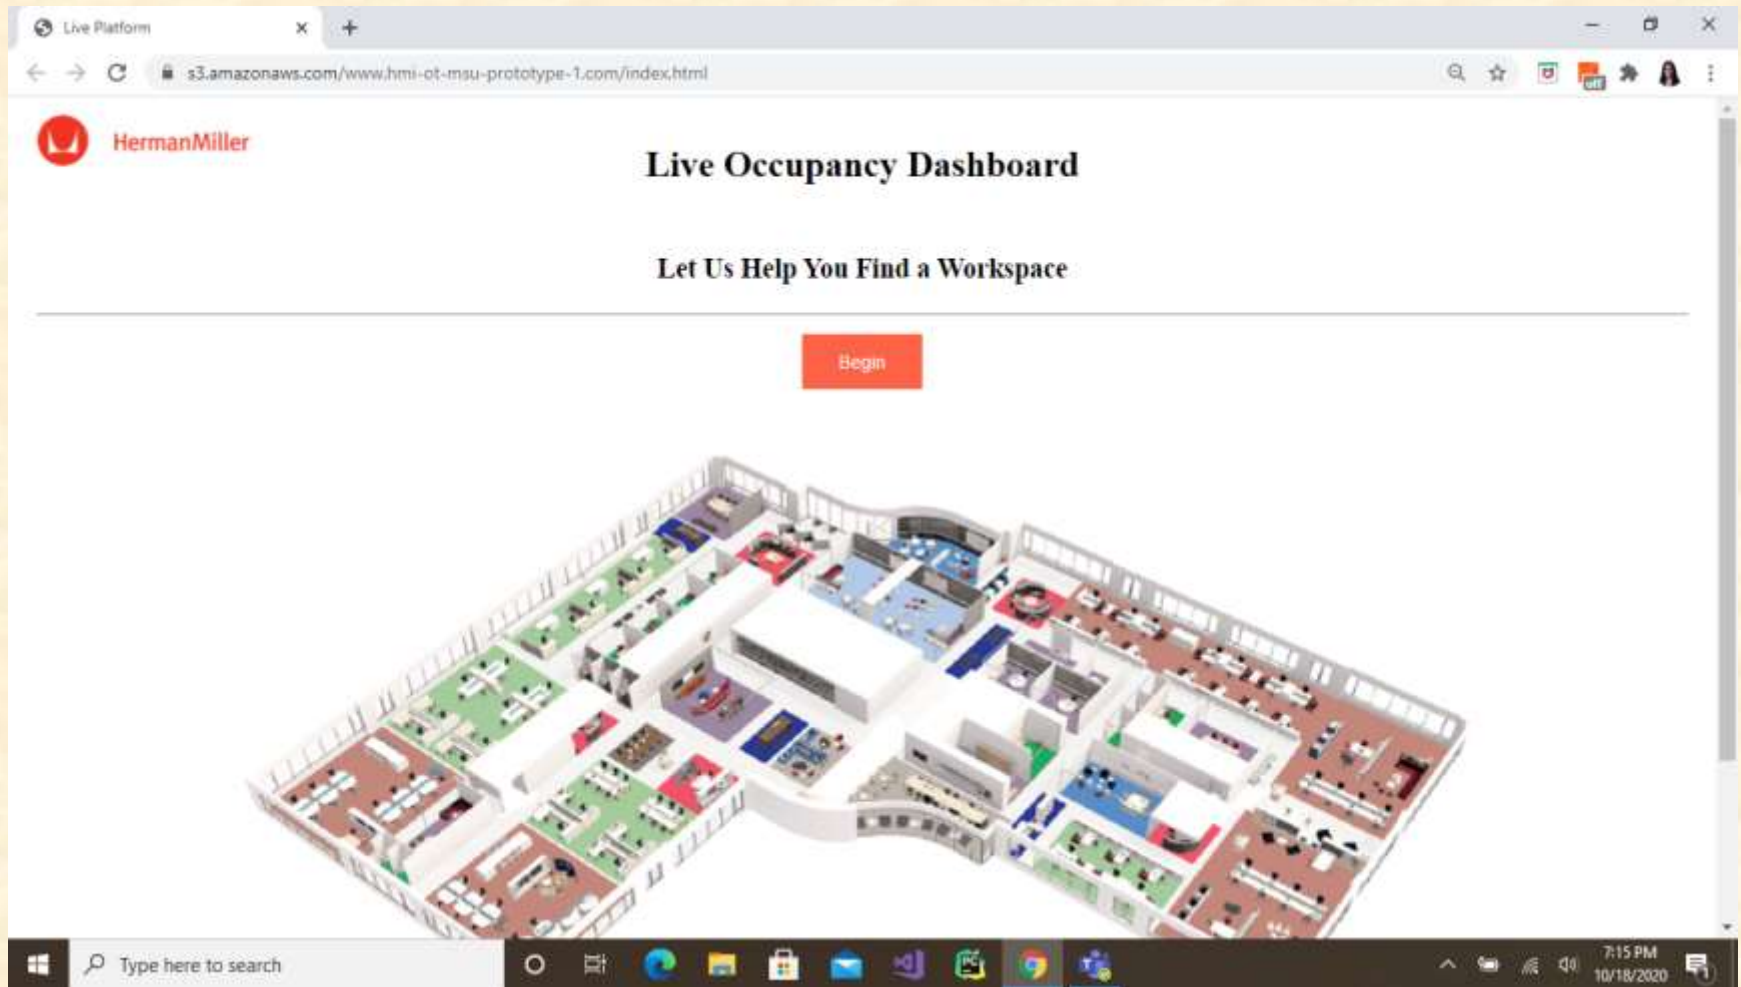 Live Platform
s3.amazonaws.com/www.hmi-ot-msu-prototype-1.com/index.html
off
HermanMiller
Live Occupancy Dashboard
Let Us Help You Find a Workspace
Begin
Type here to search
7:15 PM
10/18/2020